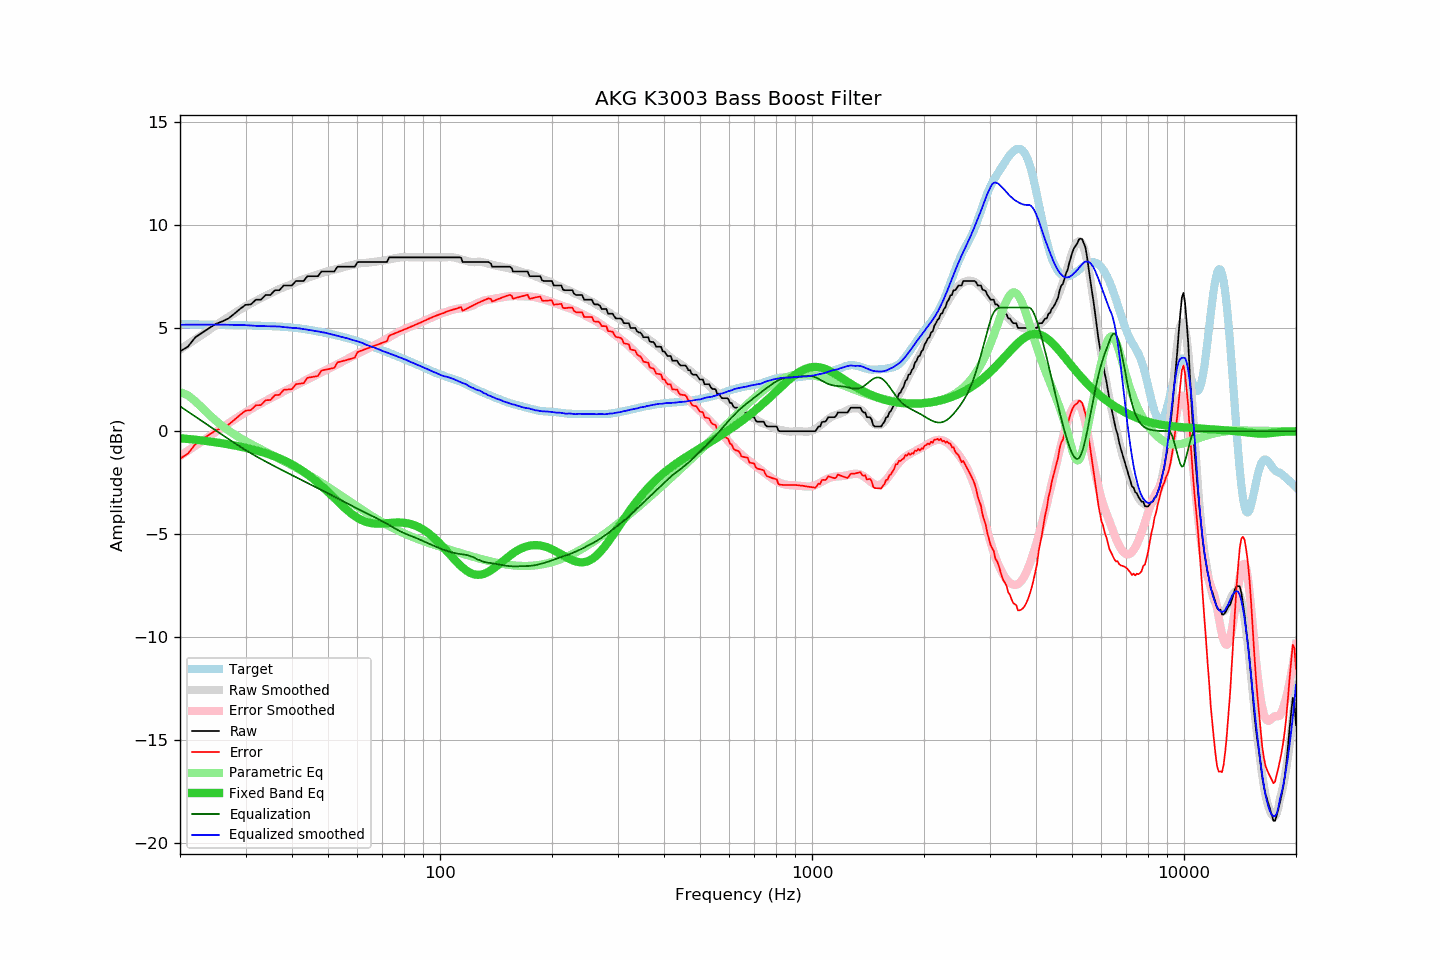 AKG K3003 Bass Boost Filter
15
10
5
0
−5
−10
−15
−20
Amplitude (dBr)
Target
Raw Smoothed
Error Smoothed
Raw
Error
Parametric Eq
Fixed Band Eq
Equalization
Equalized smoothed
100
1000
10000
Frequency (Hz)